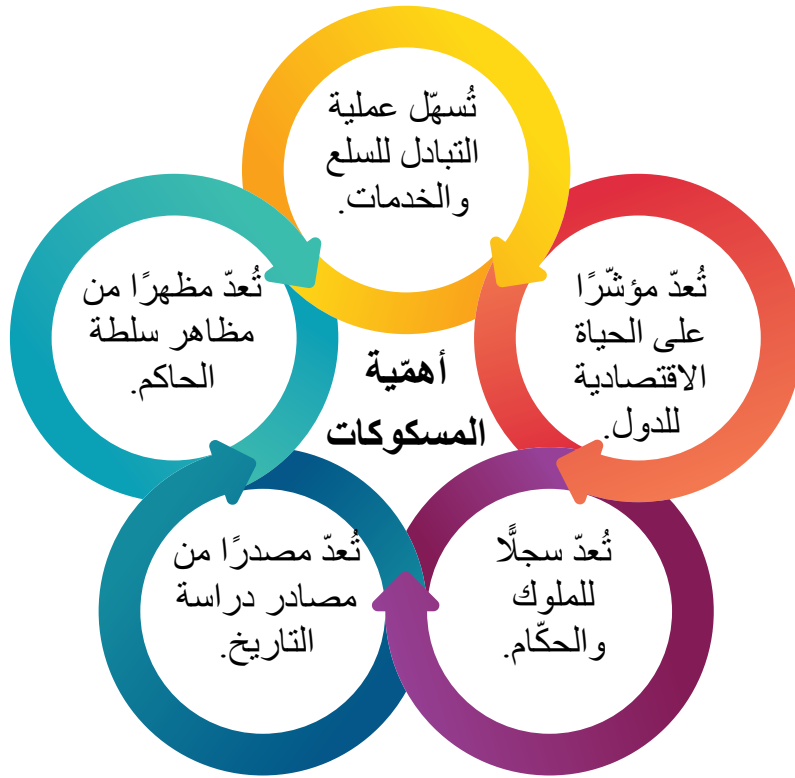 تُسهّل عملية
التبادل للسلع
والخدمات.
تُعدّ مؤشّرًا
على الحياة
الاقتصادية
للدول.
تُعدّ سجلًّا
للملوك
والحكّام.
تُعدّ مصدرًا من
مصادر دراسة
التاريخ.
تُعدّ مظهرًا من
مظاهر سلطة
الحاكم.
أهمّية
المسكوكات